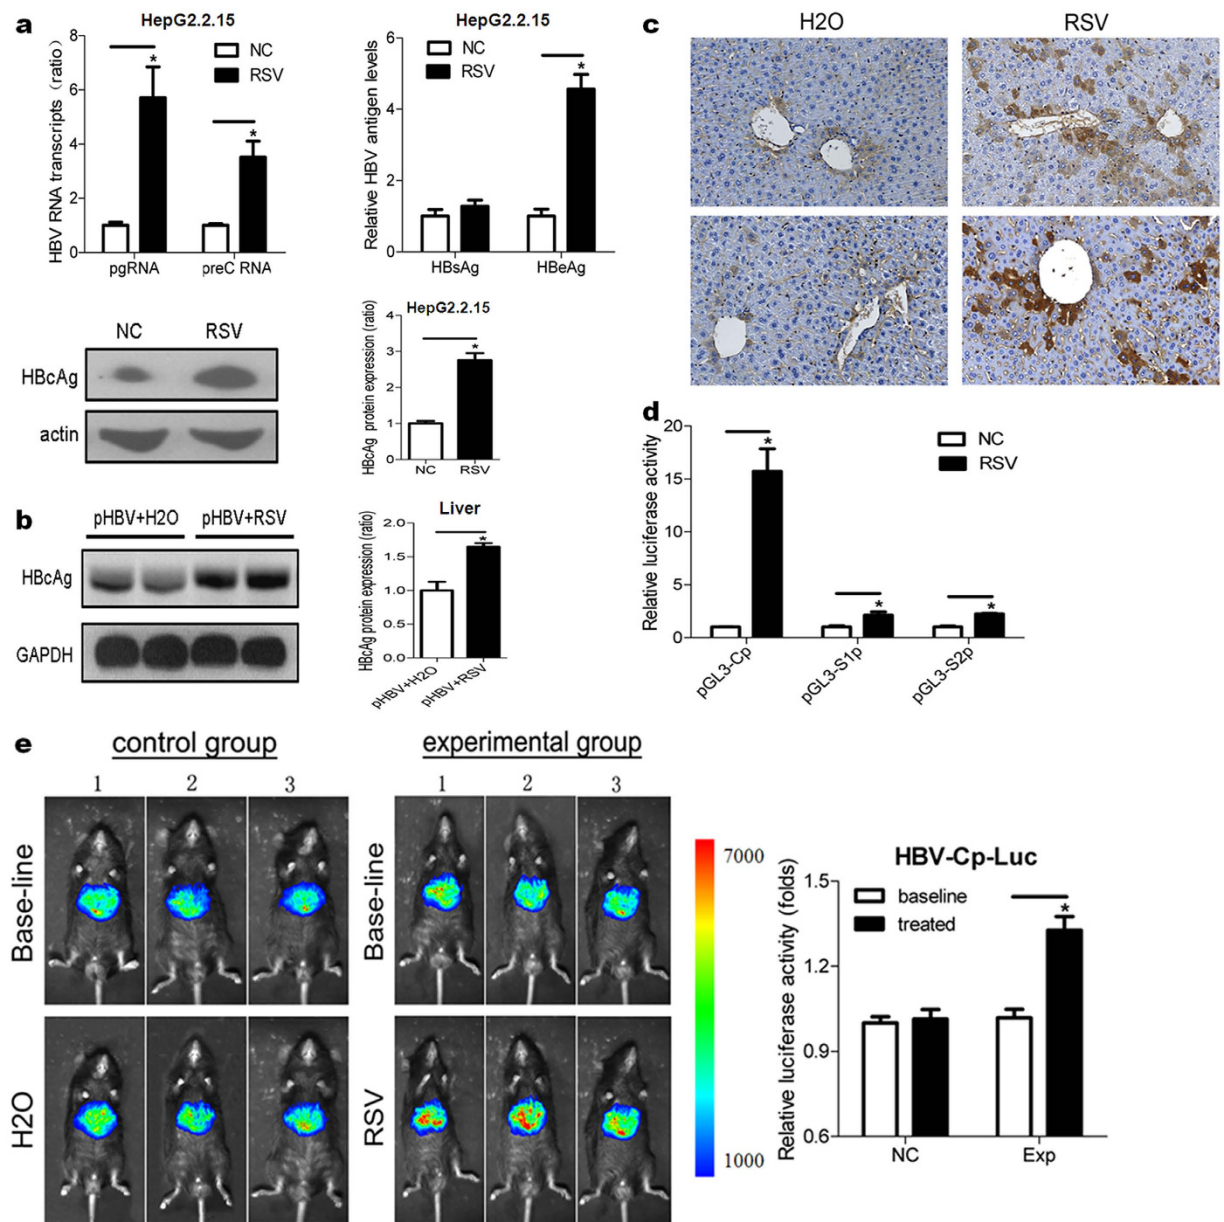 a
HepG2.2.15
HBV RNA transcripts (ratio)
8
6
4
2
0
NC
RSV
*
*
pgRNA
preC RNA
HepG2.2.15
Relative HBV antigen levels
6
4
2
0
NC
RSV
*
HBsAg
HBeAg
NC
RSV
HBcAg
actin
HepG2.2.15
HBcAg protein expression (ratio)
4
3
2
1
0
*
NC
RSV
b
pHBV+H2O
pHBV+RSV
HBcAg
GAPDH
Liver
HBcAg protein expression (ratio)
2.0
1.5
1.0
0.5
0.0
*
pHBV+H2O
pHBV+RSV
c
H2O
RSV
d
Relative luciferase activity
20
15
10
5
0
NC
RSV
*
*
*
pGL3-Cp
pGL3-S1p
pGL3-S2p
e
control group
experimental group
1
2
3
1
2
3
Base-line
Base-line
H2O
RSV
7000
1000
HBV-Cp-Luc
Relative luciferase activity (folds)
1.5
1.2
0.9
0.6
baseline
treated
*
NC
Exp